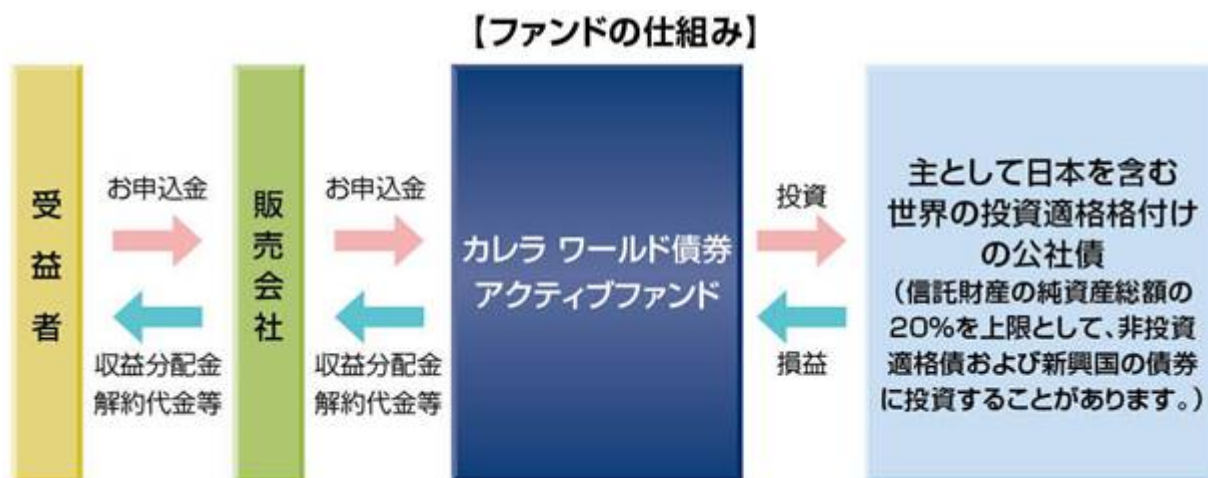 【ファンドの仕組み】
受益者
お申込金
収益分配金
解約代金等
販売会社
お申込金
収益分配金
解約代金等
カレラ ワールド債券
アクティブファンド
投資
損益
主として日本を含む
世界の投資適格格付け
の公社債
（信託財産の純資産総額の
20%を上限として、非投資
適格債および新興国の債券
に投資することがあります。）